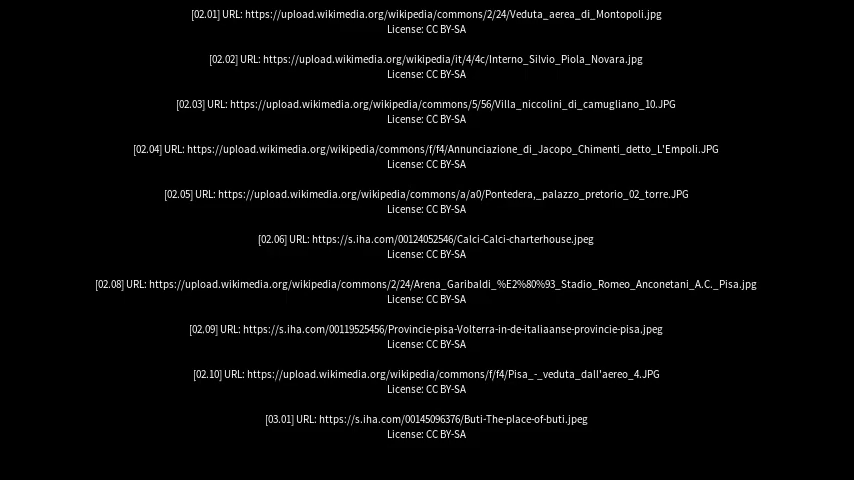 [02.01] URL: https://upload.wikimedia.org/wikipedia/commons/2/24/Veduta_aerea_di_Montopoli.jpg
License: CC BY-SA
[02.02] URL: https://upload.wikimedia.org/wikipedia/it/4/4c/Interno_Silvio_Piola_Novara.jpg
License: CC BY-SA
[02.03] URL: https://upload.wikimedia.org/wikipedia/commons/5/56/Villa_niccolini_di_camugliano_10.JPG
License: CC BY-SA
[02.04] URL: https://upload.wikimedia.org/wikipedia/commons/f/f4/Annunciazione_di_Jacopo_Chimenti_detto_L'Empoli.JPG
License: CC BY-SA
[02.05] URL: https://upload.wikimedia.org/wikipedia/commons/a/a0/Pontedera,_palazzo_pretorio_02_torre.JPG
License: CC BY-SA
[02.06] URL: https://s.iha.com/00124052546/Calci-Calci-charterhouse.jpeg
License: CC BY-SA
[02.08] URL: https://upload.wikimedia.org/wikipedia/commons/2/24/Arena_Garibaldi_%E2%80%93_Stadio_Romeo_Anconetani_A.C._Pisa.jpg
License: CC BY-SA
[02.09] URL: https://s.iha.com/00119525456/Provincie-pisa-Volterra-in-de-italiaanse-provincie-pisa.jpeg
License: CC BY-SA
[02.10] URL: https://upload.wikimedia.org/wikipedia/commons/f/f4/Pisa_-_veduta_dall'aereo_4.JPG
License: CC BY-SA
[03.01] URL: https://s.iha.com/00145096376/Buti-The-place-of-buti.jpeg
License: CC BY-SA